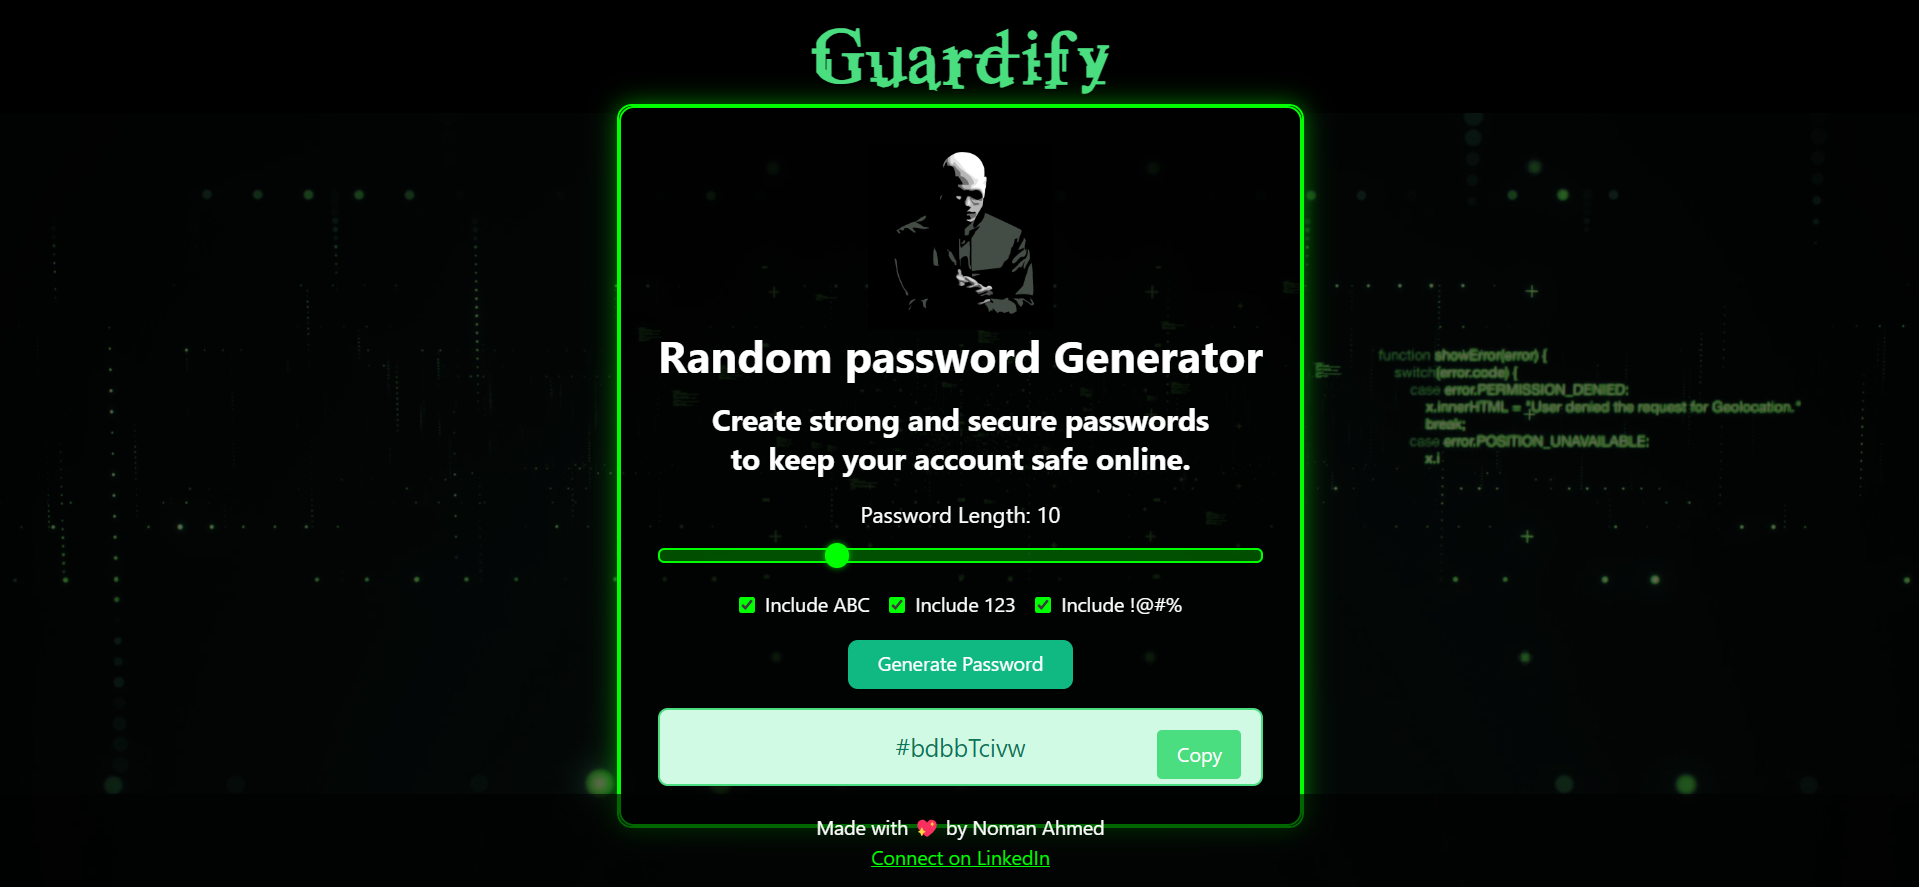 Guardify
Random password Generator
Create strong and secure passwords
to keep your account safe online.
Password Length: 10
Include ABC Include 123 Include !@#%
Generate Password
#bdbbTcivw
Copy
Made with 💖 by Noman Ahmed
Connect on LinkedIn
function showError(error) {
switch(error.code) {
case error.PERMISSION_DENIED:
x.innerHTML = "User denied the request for Geolocation."
break;
case error.POSITION_UNAVAILABLE:
x.i